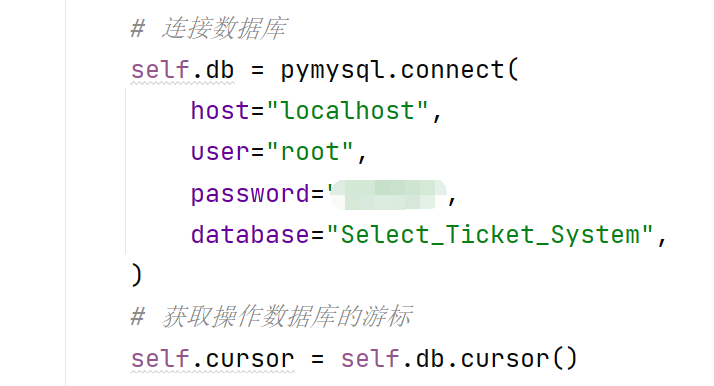 # 连接数据库
self.db = pymysql.connect(
host="localhost",
user="root",
password=" ,
database="Select_Ticket_System",
)
# 获取操作数据库的游标
self.cursor = self.db.cursor()